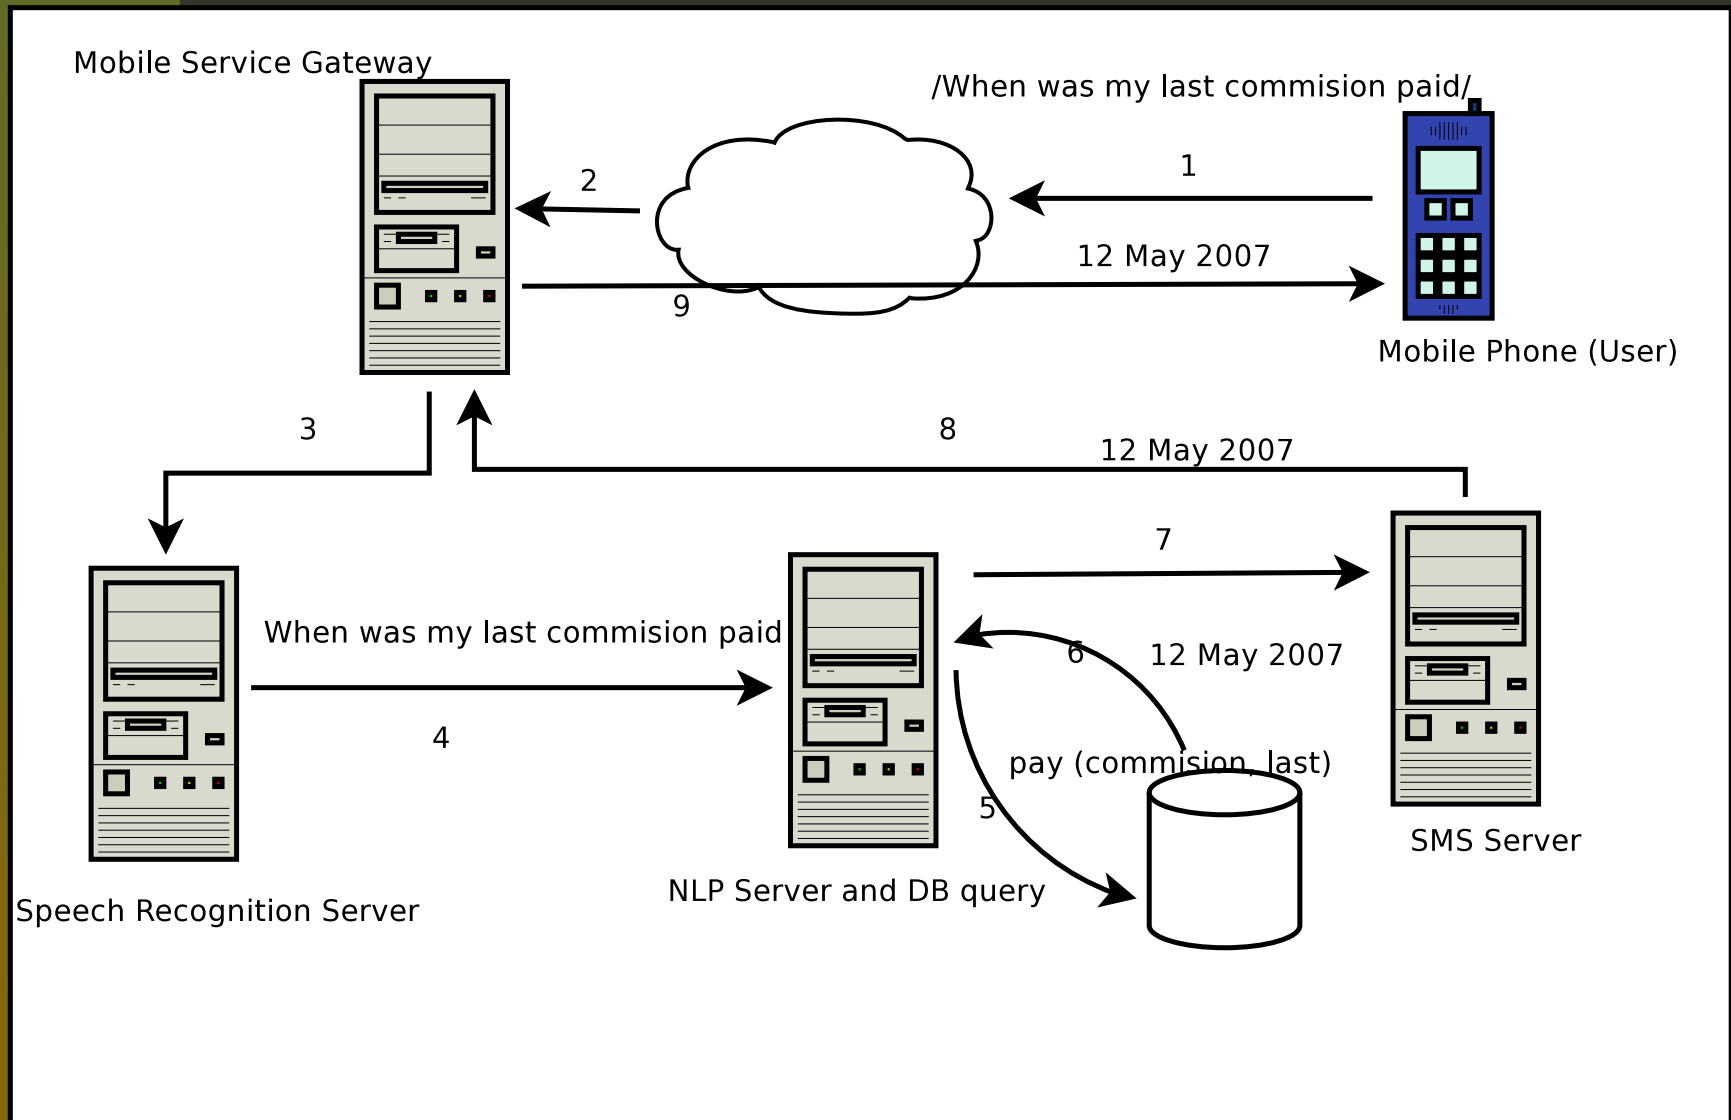 Mobile Service Gateway
/When was my last commision paid/
1
2
12 May 2007
9
Mobile Phone (User)
3
8
12 May 2007
7
When was my last commision paid
6
12 May 2007
4
pay (commision, last)
5
SMS Server
NLP Server and DB query
Speech Recognition Server